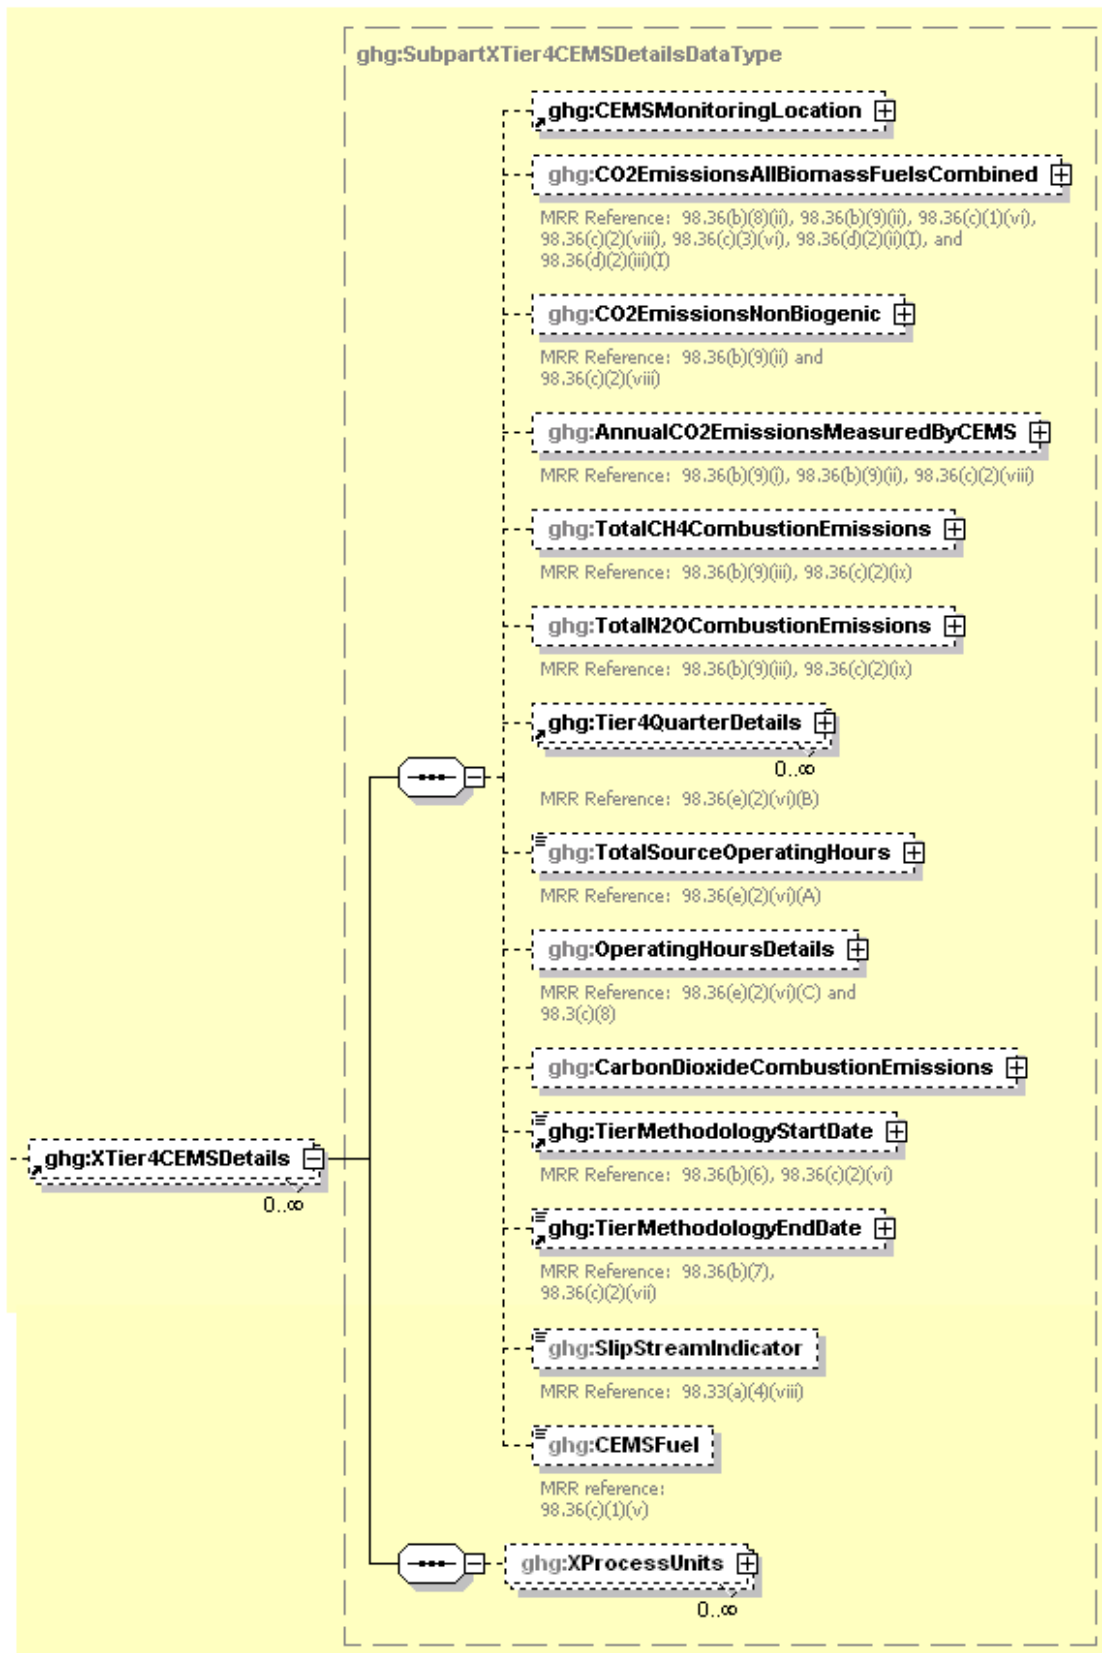 ghg:SubpartXTier4CEMSDetailsDataType
ghg:CEMSMonitoringLocation
ghg:CO2EmissionsAllBiomassFuelsCombined
MRR Reference: 98.36(b)(8)(ii), 98.36(b)(9)(ii), 98.36(c)(1)(vi),
98.36(c)(2)(viii), 98.36(c)(3)(vi), 98.36(d)(2)(ii)(I), and
98.36(d)(2)(iii)(I)
ghg:CO2EmissionsNonBiogenic
MRR Reference: 98.36(b)(9)(ii) and
98.36(c)(2)(viii)
ghg:AnnualCO2EmissionsMeasuredByCEMS
MRR Reference: 98.36(b)(9)(i), 98.36(b)(9)(ii), 98.36(c)(2)(viii)
ghg:TotalCH4CombustionEmissions
MRR Reference: 98.36(b)(9)(iii), 98.36(c)(2)(ix)
ghg:TotalN2OCombustionEmissions
MRR Reference: 98.36(b)(9)(iii), 98.36(c)(2)(ix)
ghg:Tier4QuarterDetails
0..∞
MRR Reference: 98.36(e)(2)(vi)(B)
ghg:TotalSourceOperatingHours
MRR Reference: 98.36(e)(2)(vi)(A)
ghg:OperatingHoursDetails
MRR Reference: 98.36(e)(2)(vi)(C) and
98.3(c)(8)
ghg:CarbonDioxideCombustionEmissions
ghg:TierMethodologyStartDate
ghg:XTier4CEMSDetails
MRR Reference: 98.36(b)(6), 98.36(c)(2)(vi)
0..∞
ghg:TierMethodologyEndDate
MRR Reference: 98.36(b)(7),
98.36(c)(2)(vii)
ghg:SlipStreamIndicator
MRR Reference: 98.33(a)(4)(viii)
ghg:CEMSFuel
MRR reference:
98.36(c)(1)(v)
ghg:XProcessUnits
0..∞